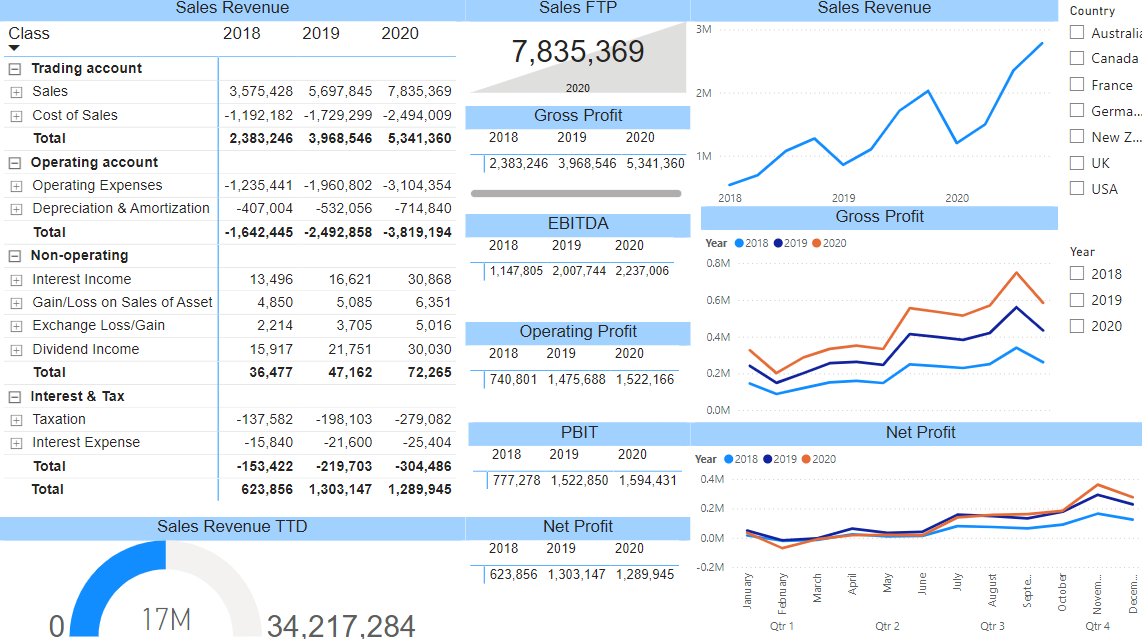 Sales Revenue
Class 2018 2019 2020
Trading account
Sales 3,575,428 5,697,845 7,835,369
Cost of Sales -1,192,182 -1,729,299 -2,494,009
Total 2,383,246 3,968,546 5,341,360
Operating account
Operating Expenses -1,235,441 -1,960,802 -3,104,354
Depreciation & Amortization -407,004 -532,056 -714,840
Total -1,642,445 -2,492,858 -3,819,194
Non-operating
Interest Income 13,496 16,621 30,868
Gain/Loss on Sales of Asset 4,850 5,085 6,351
Exchange Loss/Gain 2,214 3,705 5,016
Dividend Income 15,917 21,751 30,030
Total 36,477 47,162 72,265
Interest & Tax
Taxation -137,582 -198,103 -279,082
Interest Expense -15,840 -21,600 -25,404
Total -153,422 -219,703 -304,486
Total 623,856 1,303,147 1,289,945
Sales Revenue TTD
0 17M 34,217,284
Sales FTP
7,835,369
2020
Gross Profit
2018 2019 2020
2,383,246 3,968,546 5,341,360
EBITDA
2018 2019 2020
1,147,805 2,007,744 2,237,006
Operating Profit
2018 2019 2020
740,801 1,475,688 1,522,166
PBIT
2018 2019 2020
777,278 1,522,850 1,594,431
Net Profit
2018 2019 2020
623,856 1,303,147 1,289,945
Sales Revenue
3M
2M
1M
2018 2019 2020
Gross Profit
Year 2018 2019 2020
0.8M
0.6M
0.4M
0.2M
0.0M
Net Profit
Year 2018 2019 2020
0.4M
0.2M
0.0M
-0.2M
January February March April May June July August Septe... October Novem... Decem...
Qtr 1 Qtr 2 Qtr 3 Qtr 4
Country
Australia
Canada
France
Germa...
New Z...
UK
USA
Year
2018
2019
2020